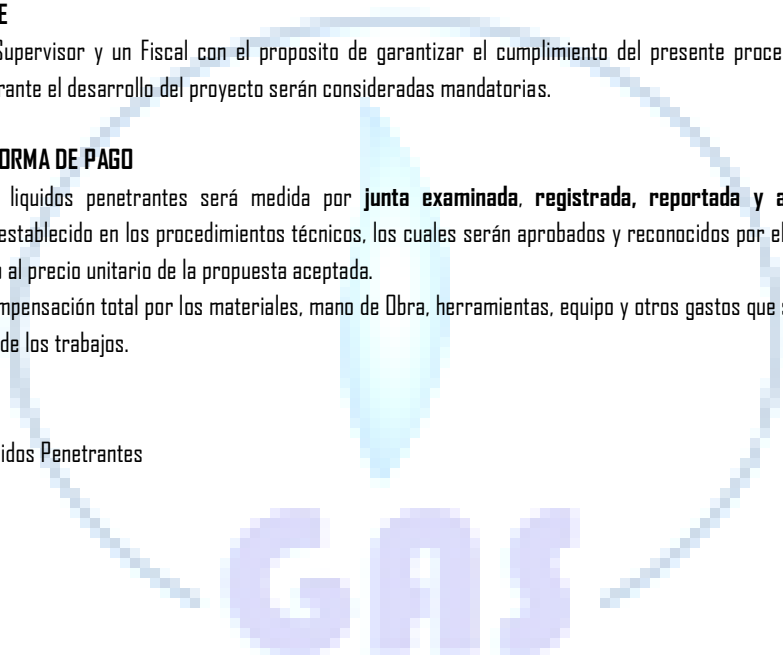 E
Supervisor y un Fiscal con el proposito de garantizar el cumplimiento del presente proce
rante el desarrollo del proyecto serán consideradas mandatorias.
ORMA DE PAGO
liquidos penetrantes será medida por junta examinada, registrada, reportada y a
establecido en los procedimientos técnicos, los cuales serán aprobados y reconocidos por el
al precio unitario de la propuesta aceptada.
mpensación total por los materiales, mano de Obra, herramientas, equipo y otros gastos que s
de los trabajos.
idos Penetrantes
GAS